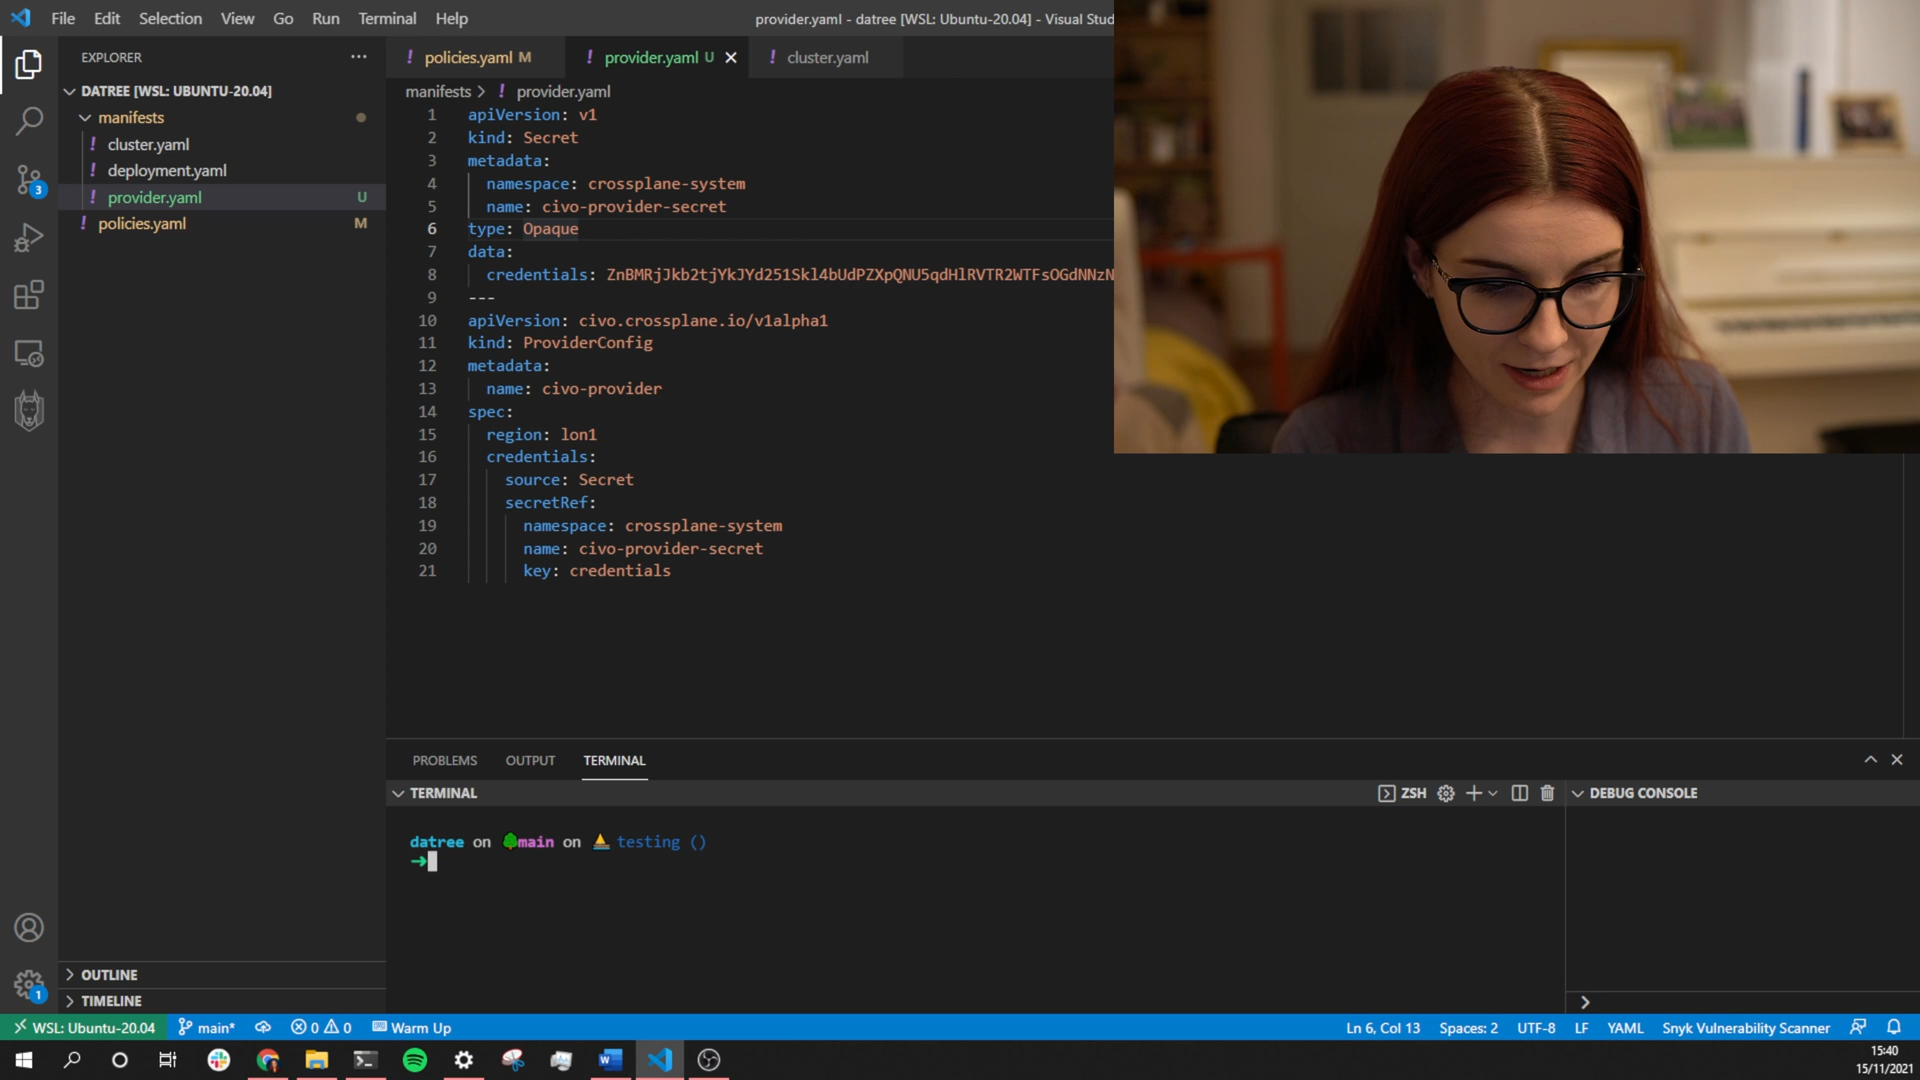 File Edit Selection View Go Run Terminal Help
provider.yaml - datree [WSL: Ubuntu-20.04] - Visual Stud
EXPLORER
policies.yaml M
provider.yaml U
cluster.yaml
DATREE [WSL: UBUNTU-20.04]
manifests
cluster.yaml
deployment.yaml
provider.yaml U
policies.yaml M
manifests > ! provider.yaml
1 apiVersion: v1
2 kind: Secret
3 metadata:
4 namespace: crossplane-system
5 name: civo-provider-secret
6 type: Opaque
7 data:
8 credentials:
9 ---
10 apiVersion: civo.crossplane.io/v1alpha1
11 kind: ProviderConfig
12 metadata:
13 name: civo-provider
14 spec:
15 region: lon1
16 credentials:
17 source: Secret
18 secretRef:
19 namespace: crossplane-system
20 name: civo-provider-secret
21 key: credentials
3
PROBLEMS OUTPUT TERMINAL
TERMINAL
ZSH
DEBUG CONSOLE
datree on main on testing ()
1
OUTLINE
TIMELINE
WSL: Ubuntu-20.04 main* 0 0 Warm Up
Ln 6, Col 13 Spaces: 2 UTF-8 LF YAML Snyk Vulnerability Scanner
15:40
15/11/2021